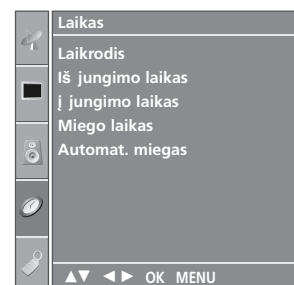 Laikas
Laikrodis
Iš jungimo laikas
į jungimo laikas
Miego laikas
Automat. miegas
▲▼ ◄► OK MENU